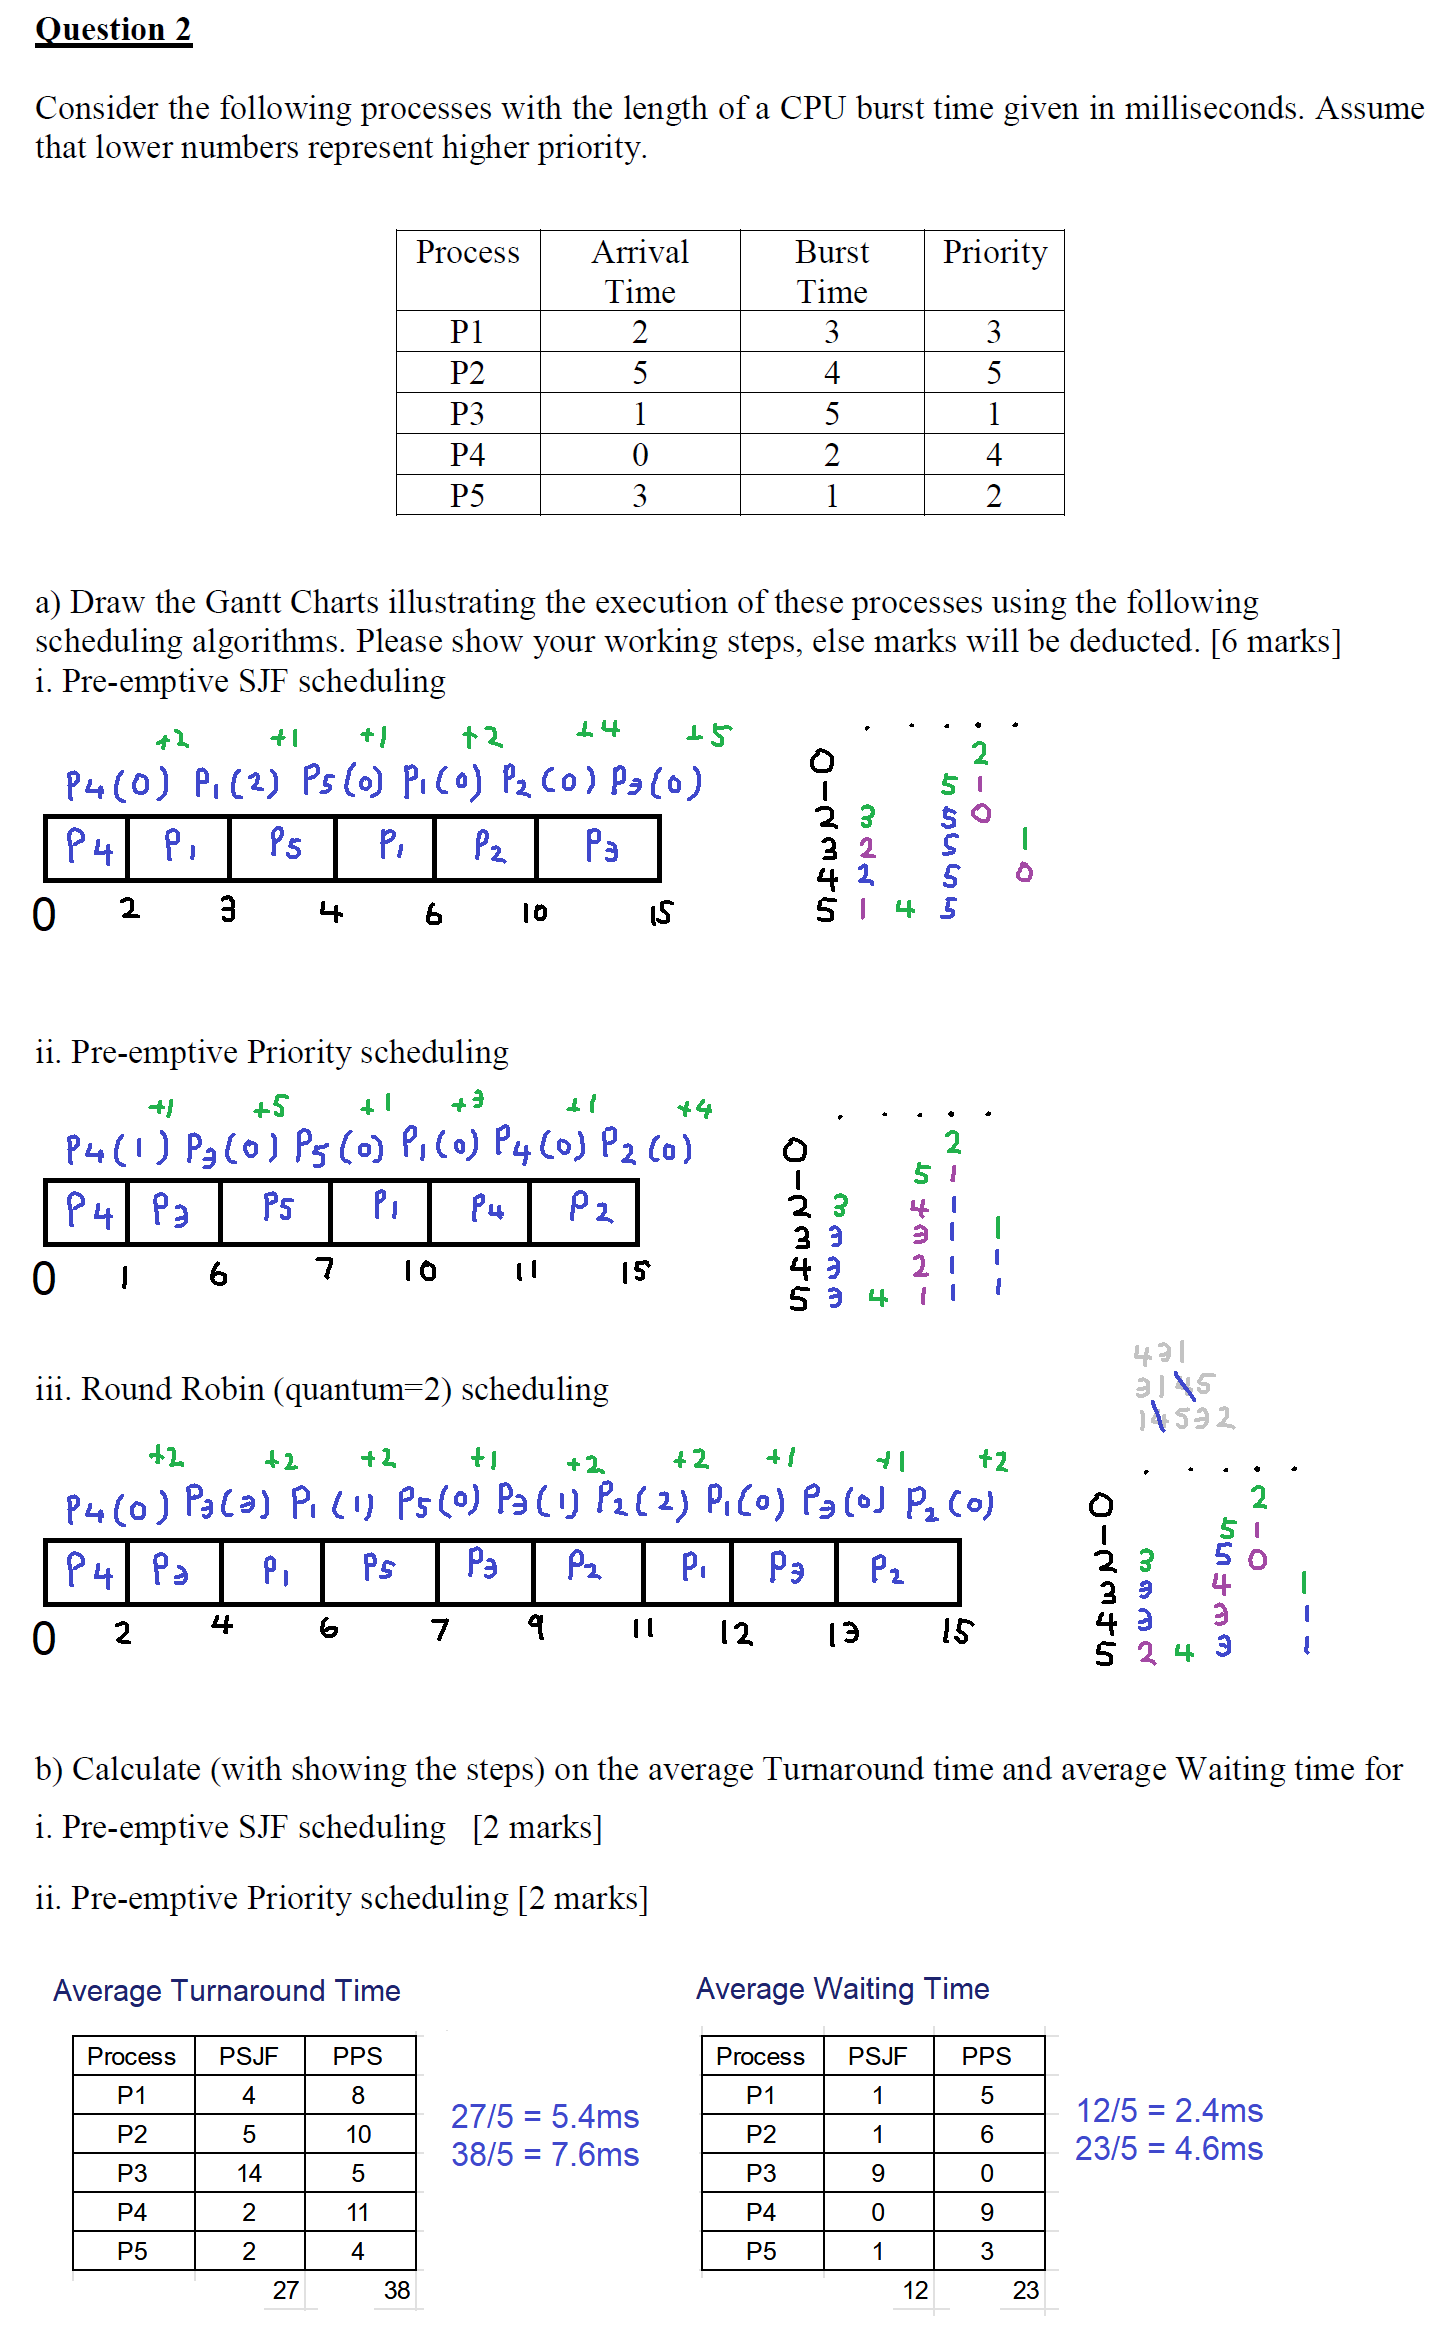 Question 2
Consider the following processes with the length of a CPU burst time given in milliseconds. Assume
that lower numbers represent higher priority.
Process Arrival Time Burst Time Priority
P1 2 3 3
P2 5 4 5
P3 1 5 1
P4 0 2 4
P5 3 1 2
a) Draw the Gantt Charts illustrating the execution of these processes using the following
scheduling algorithms. Please show your working steps, else marks will be deducted. [6 marks]
i. Pre-emptive SJF scheduling
+2 +1 +1 +2 +4 +5
P4(0) P1(2) P5(0) P1(0) P2(0) P3(0)
P4 P1 P5 P1 P2 P3
0 2 3 4 6 10 15
. . . . .
0 2
1 5 1
2 3 5 0
3 2 5 1
4 2 5 0
5 1 4 5
ii. Pre-emptive Priority scheduling
+1 +5 +1 +3 +1 +4
P4(1) P3(0) P5(0) P1(0) P4(0) P2(0)
P4 P3 P5 P1 P4 P2
0 1 6 7 10 11 15
. . . . .
0 2
1 5 1
2 3 4 1
3 3 3 1 1
4 3 2 1 1
5 3 4 1 1 1
iii. Round Robin (quantum=2) scheduling
431
3145
14532
+2 +2 +2 +1 +2 +2 +1 +1 +2
P4(0) P3(3) P1(1) P5(0) P3(1) P2(2) P1(0) P3(0) P2(0)
P4 P3 P1 P5 P3 P2 P1 P3 P2
0 2 4 6 7 9 11 12 13 15
. . . . .
0 2
1 5 1
2 3 5 0
3 3 4 1
4 3 3 1
5 2 4 3 1
b) Calculate (with showing the steps) on the average Turnaround time and average Waiting time for
i. Pre-emptive SJF scheduling [2 marks]
ii. Pre-emptive Priority scheduling [2 marks]
Average Turnaround Time
Process PSJF PPS
P1 4 8
P2 5 10
P3 14 5
P4 2 11
P5 2 4
27 38
27/5 = 5.4ms
38/5 = 7.6ms
Average Waiting Time
Process PSJF PPS
P1 1 5
P2 1 6
P3 9 0
P4 0 9
P5 1 3
12 23
12/5 = 2.4ms
23/5 = 4.6ms